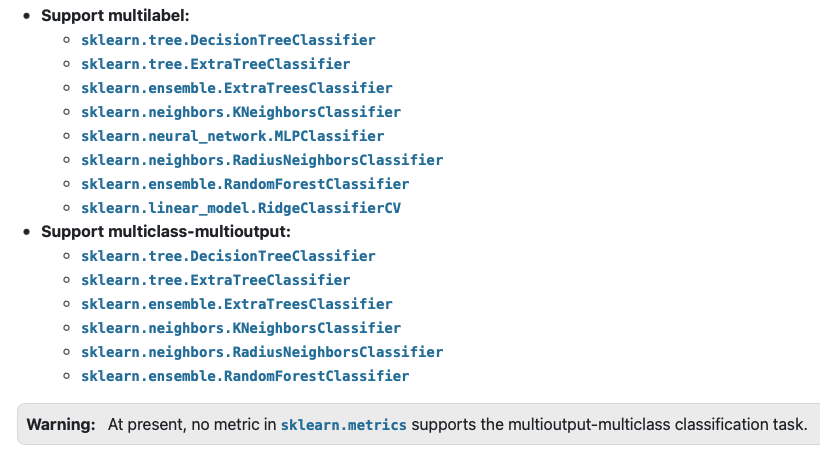 Support multilabel:
sklearn.tree.DecisionTreeClassifier
sklearn.tree.ExtraTreeClassifier
sklearn.ensemble.ExtraTreesClassifier
sklearn.neighbors.KNeighborsClassifier
sklearn.neural_network.MLPClassifier
sklearn.neighbors.RadiusNeighborsClassifier
sklearn.ensemble.RandomForestClassifier
sklearn.linear_model.RidgeClassifierCV
Support multiclass-multioutput:
sklearn.tree.DecisionTreeClassifier
sklearn.tree.ExtraTreeClassifier
sklearn.ensemble.ExtraTreesClassifier
sklearn.neighbors.KNeighborsClassifier
sklearn.neighbors.RadiusNeighborsClassifier
sklearn.ensemble.RandomForestClassifier
Warning: At present, no metric in sklearn.metrics supports the multioutput-multiclass classification task.